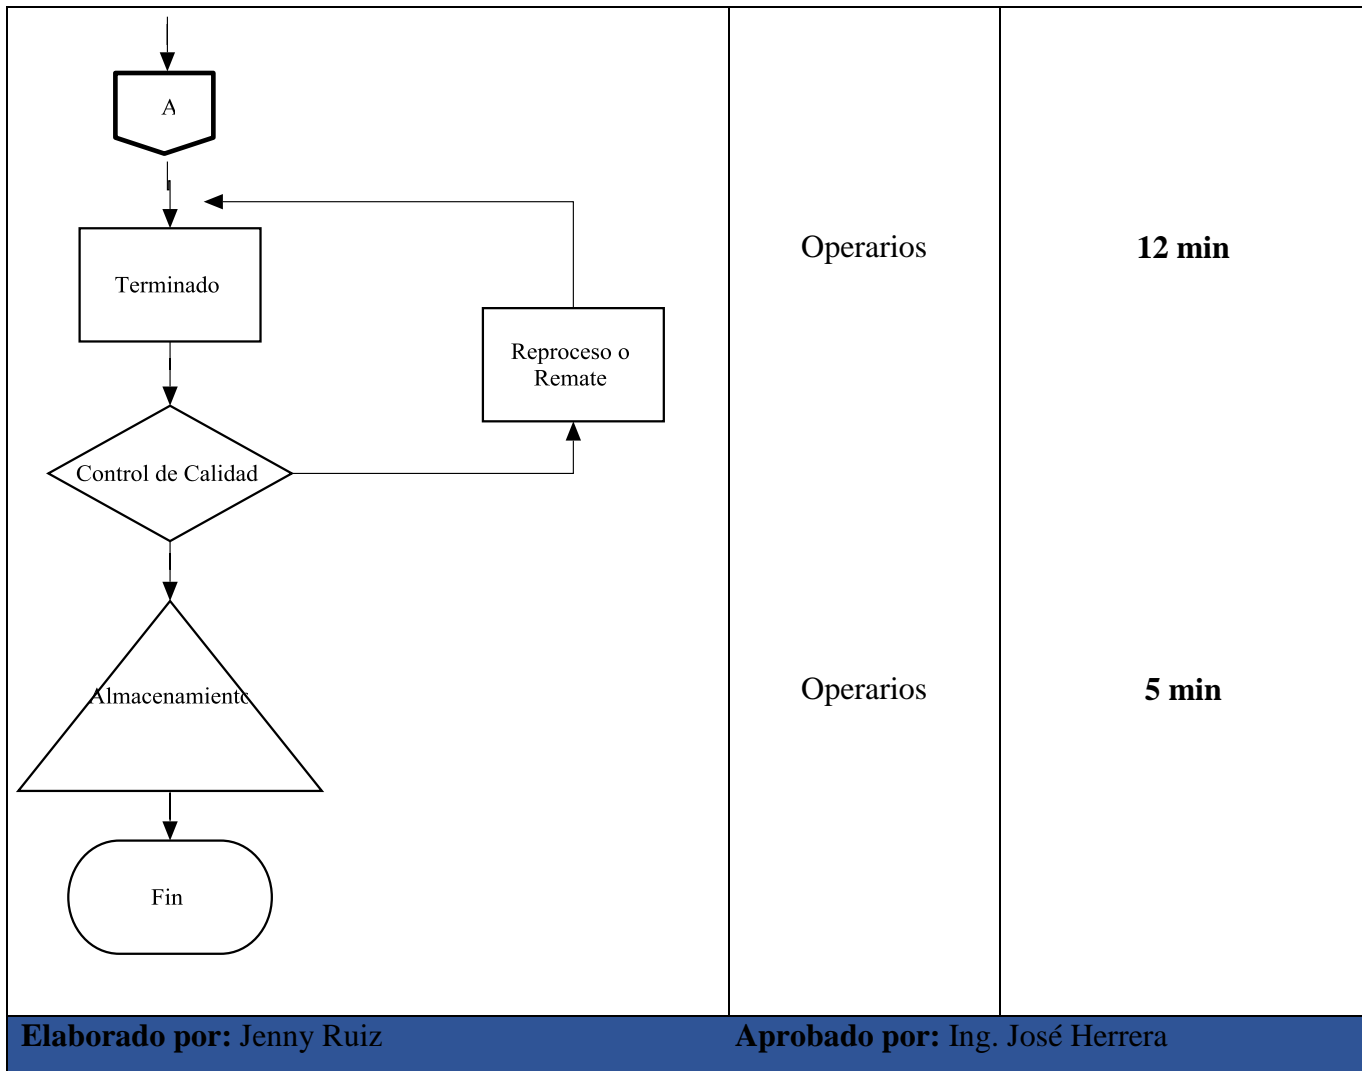 A
Terminado
Operarios
12 min
Reproceso o
Remate
Control de Calidad
Almacenamiento
Operarios
5 min
Fin
Elaborado por: Jenny Ruiz
Aprobado por: Ing. José Herrera